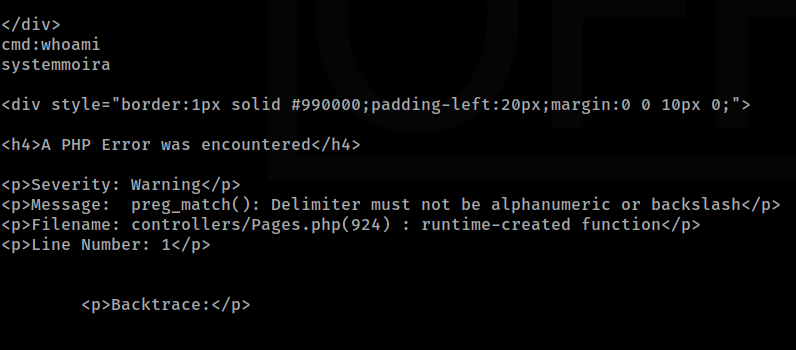 </div>
cmd:whoami
systemmoira
<div style="border:1px solid #990000;padding-left:20px;margin:0 0 10px 0;">
<h4>A PHP Error was encountered</h4>
<p>Severity: Warning</p>
<p>Message:  preg_match(): Delimiter must not be alphanumeric or backslash</p>
<p>Filename: controllers/Pages.php(924) : runtime-created function</p>
<p>Line Number: 1</p>
<p>Backtrace:</p>